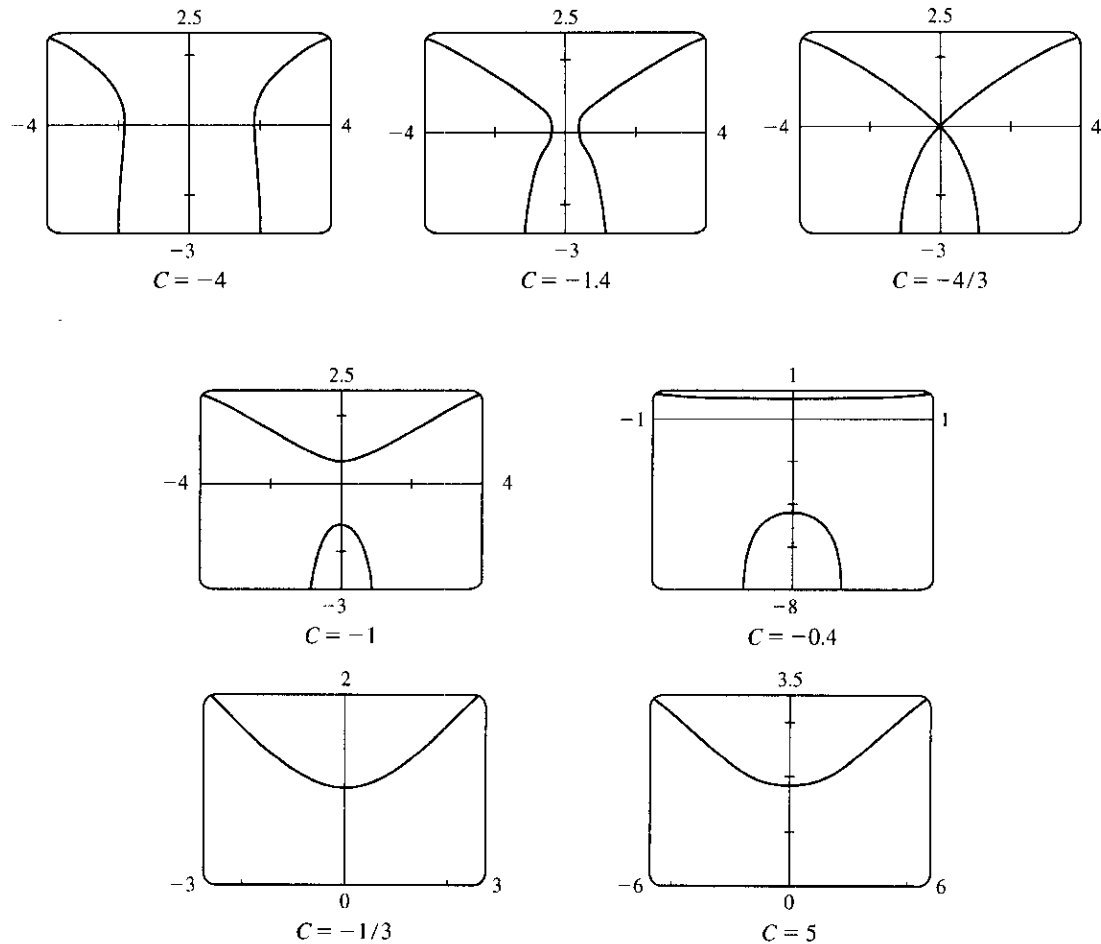 2.5 2.5 2.5
−4 4 −4 4 −4 4
−3 −3 −3
C = −4 C = −1.4 C = −4/3
2.5 1
−4 4 −1 1
−3 −8
C = −1 C = −0.4
2 3.5
−3 3 −6 6
0 0
C = −1/3 C = 5